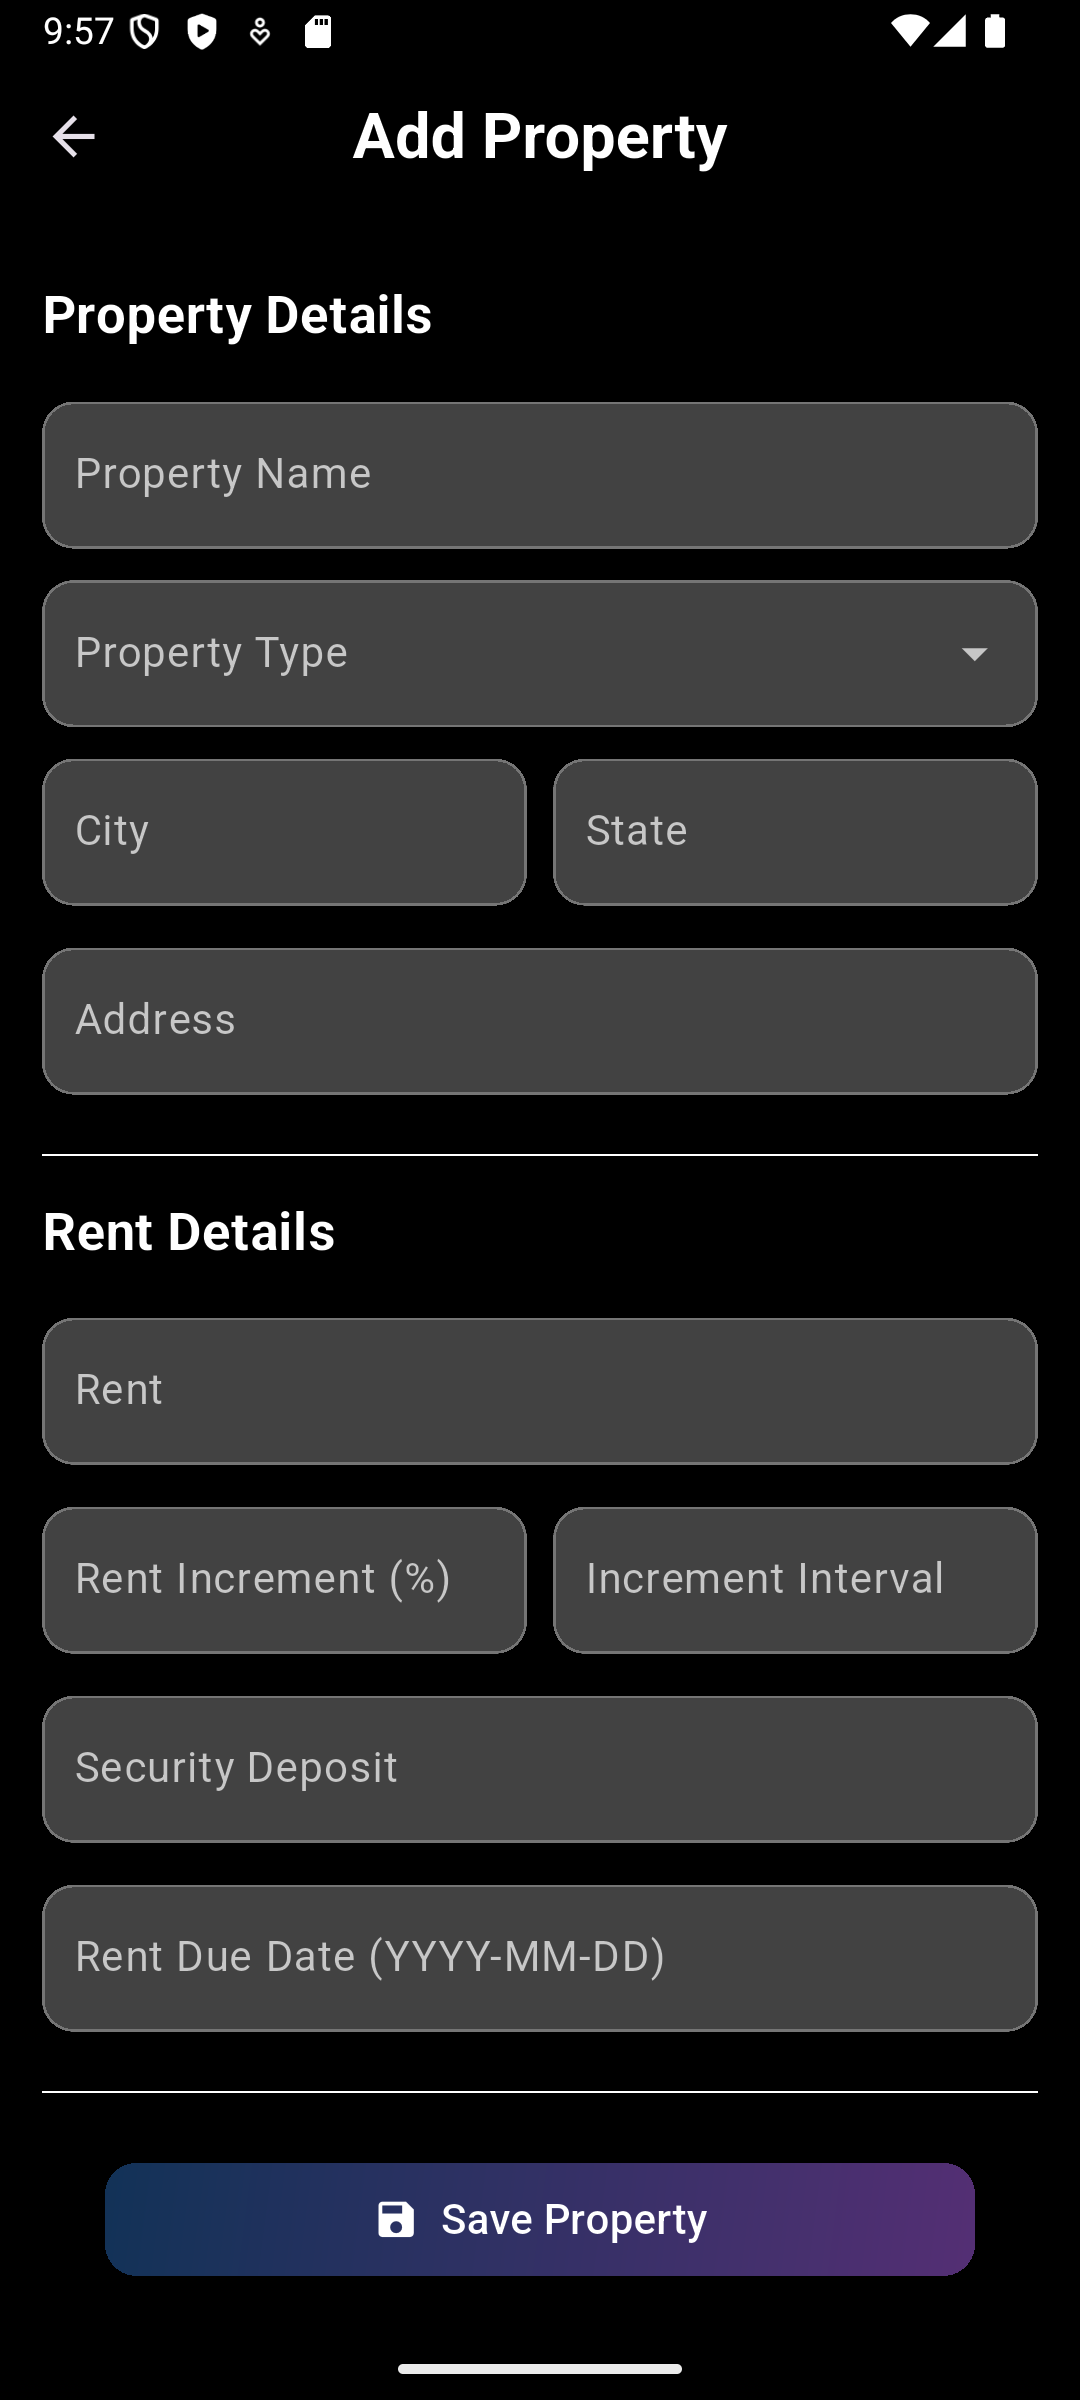 9:57
Add Property
Property Details
Property Name
Property Type
City
State
Address
Rent Details
Rent
Rent Increment (%)
Increment Interval
Security Deposit
Rent Due Date (YYYY-MM-DD)
Save Property